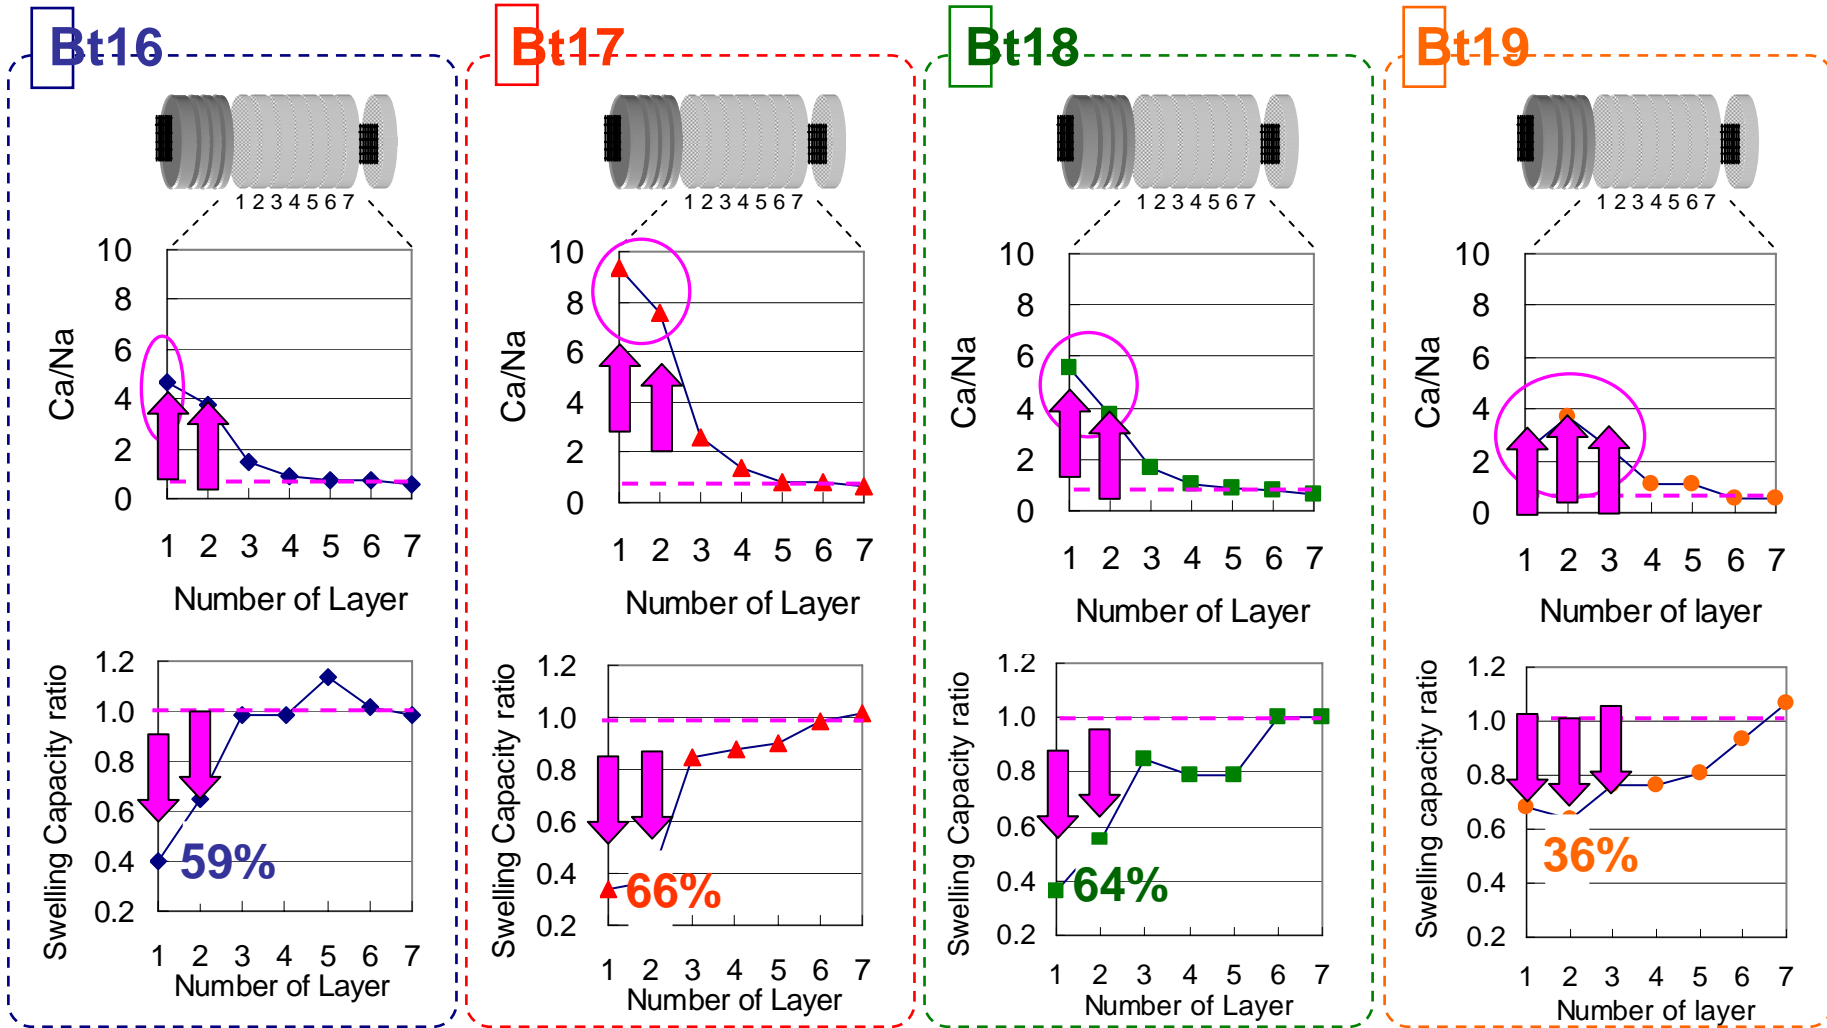 Bt16
1 2 3 4 5 6 7
10
8
6
4
2
0
Ca/Na
1 2 3 4 5 6 7
Number of Layer
1.2
1.0
0.8
0.6
0.4
0.2
Swelling Capacity ratio
59%
1 2 3 4 5 6 7
Number of Layer
Bt17
1 2 3 4 5 6 7
10
8
6
4
2
0
Ca/Na
1 2 3 4 5 6 7
Number of Layer
1.2
1.0
0.8
0.6
0.4
0.2
Swelling Capacity ratio
66%
1 2 3 4 5 6 7
Number of Layer
Bt18
1 2 3 4 5 6 7
10
8
6
4
2
0
Ca/Na
1 2 3 4 5 6 7
Number of Layer
1.2
1.0
0.8
0.6
0.4
0.2
Swelling Capacity ratio
64%
1 2 3 4 5 6 7
Number of Layer
Bt19
1 2 3 4 5 6 7
10
8
6
4
2
0
Ca/Na
1 2 3 4 5 6 7
Number of layer
1.2
1.0
0.8
0.6
0.4
0.2
Swelling capacity ratio
36%
1 2 3 4 5 6 7
Number of layer